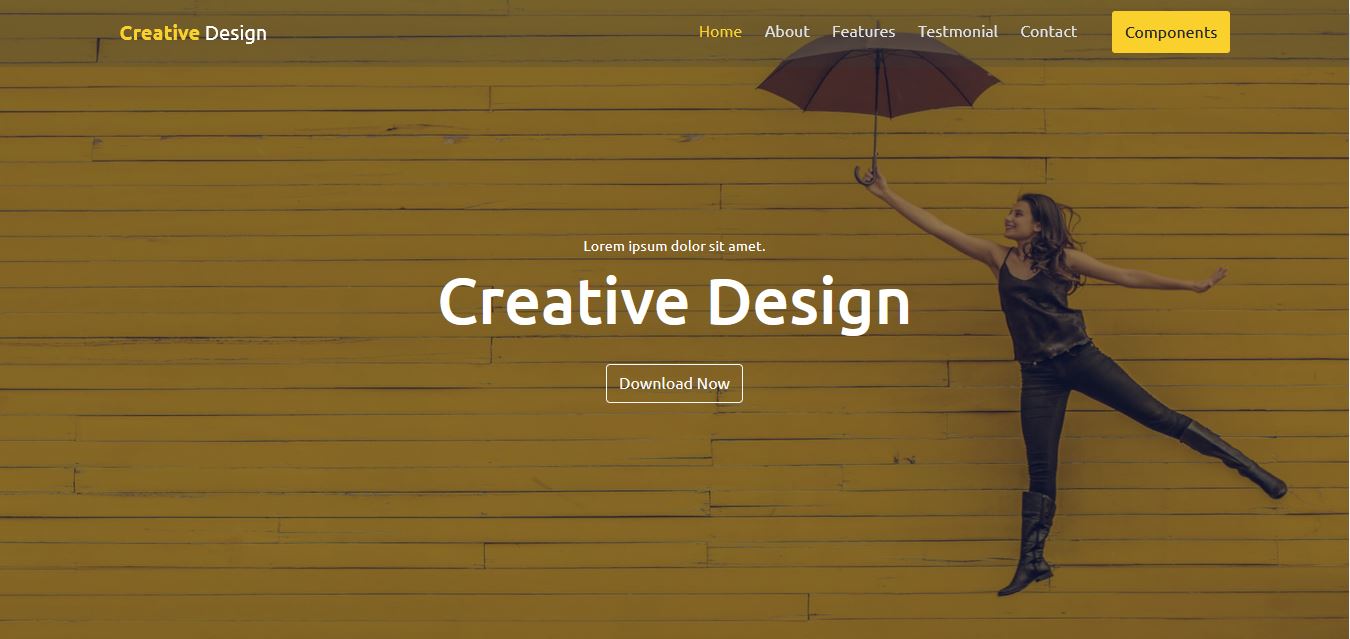 Creative Design
Home About Features Testmonial Contact Components
Lorem ipsum dolor sit amet.
Creative Design
Download Now